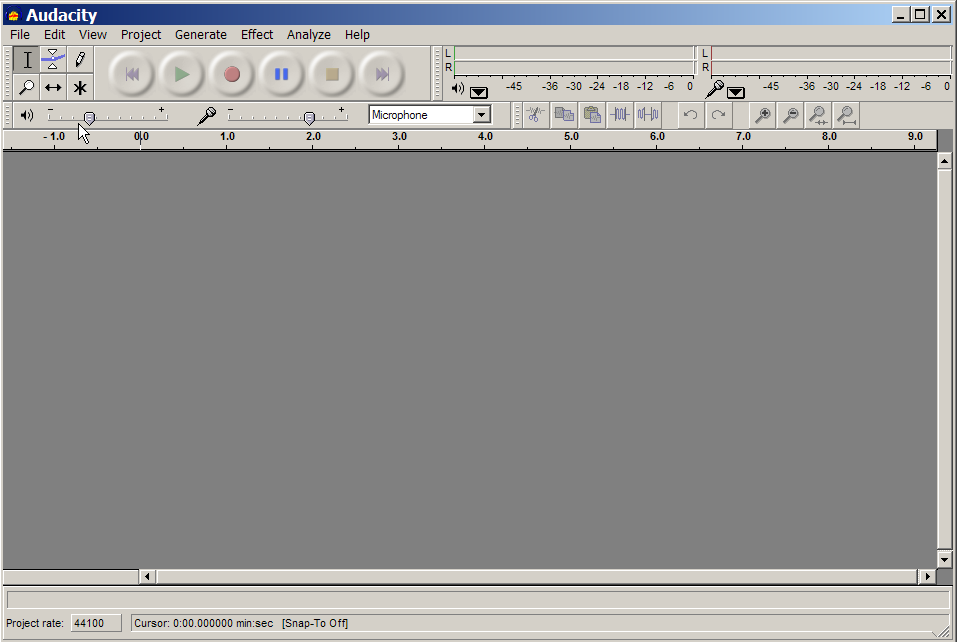 Audacity
File Edit View Project Generate Effect Analyze Help
L
R
-45 -36 -30 -24 -18 -12 -6 0
L
R
-45 -36 -30 -24 -18 -12 -6 0
- + - + Microphone
- 1.0 0,0 1.0 2.0 3.0 4.0 5.0 6.0 7.0 8.0 9.0
Project rate: 44100 Cursor: 0:00.000000 min:sec [Snap-To Off]